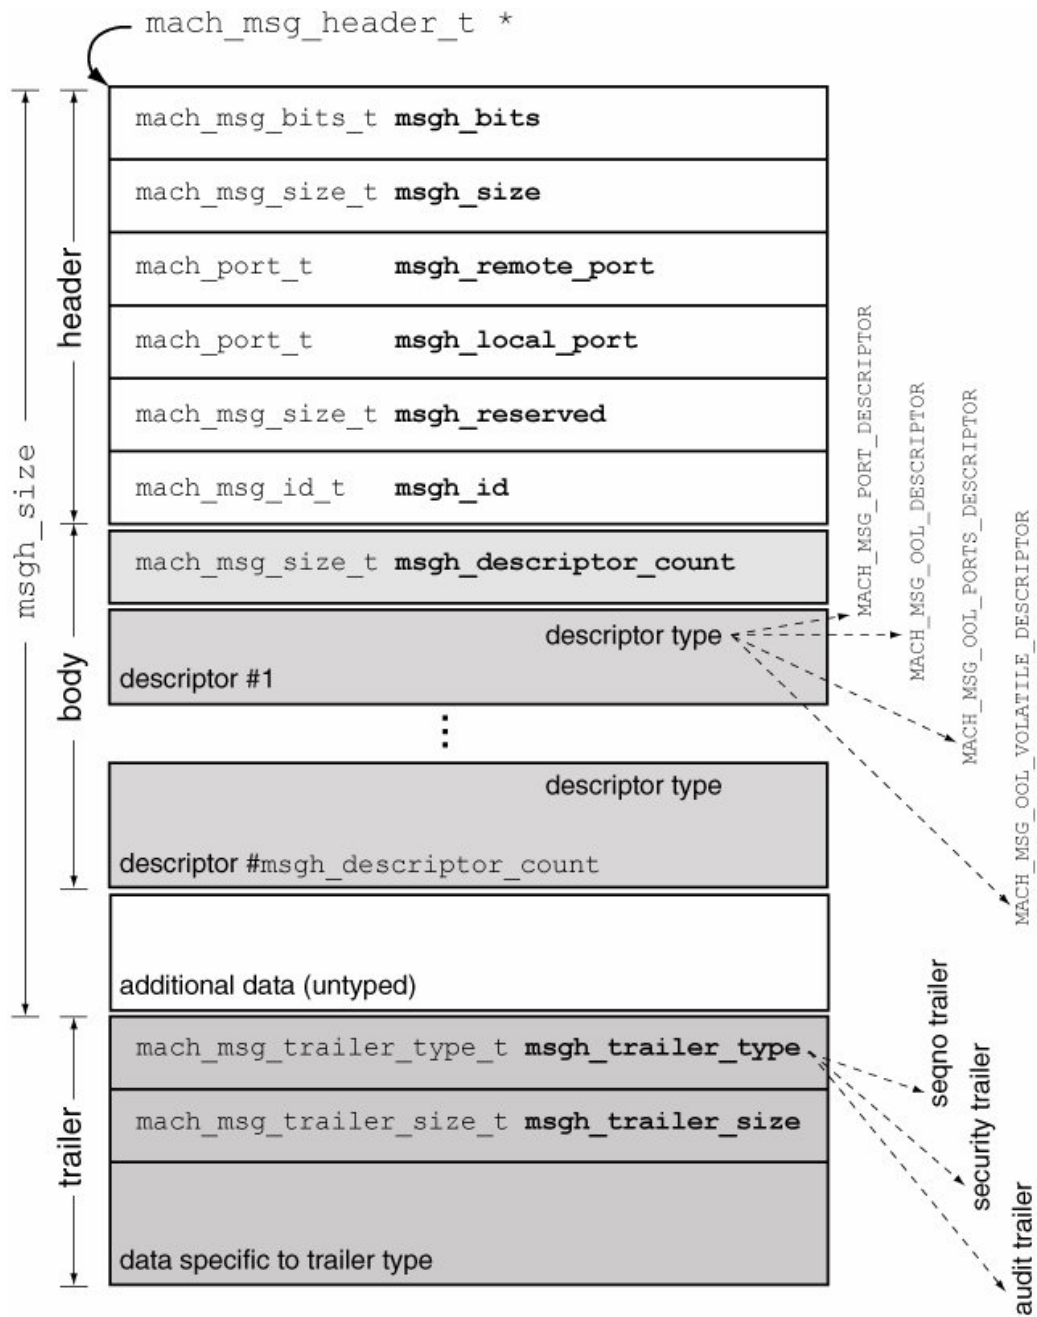 mach_msg_header_t *
mach_msg_bits_t msgh_bits
mach_msg_size_t msgh_size
mach_port_t msgh_remote_port
mach_port_t msgh_local_port
mach_msg_size_t msgh_reserved
mach_msg_id_t msgh_id
header
msgh_size
mach_msg_size_t msgh_descriptor_count
body
descriptor type
descriptor #1
⋮
descriptor type
descriptor #msgh_descriptor_count
MACH_MSG_PORT_DESCRIPTOR
MACH_MSG_OOL_DESCRIPTOR
MACH_MSG_OOL_PORTS_DESCRIPTOR
MACH_MSG_OOL_VOLATILE_DESCRIPTOR
additional data (untyped)
mach_msg_trailer_type_t msgh_trailer_type
mach_msg_trailer_size_t msgh_trailer_size
trailer
data specific to trailer type
seqno trailer
security trailer
audit trailer